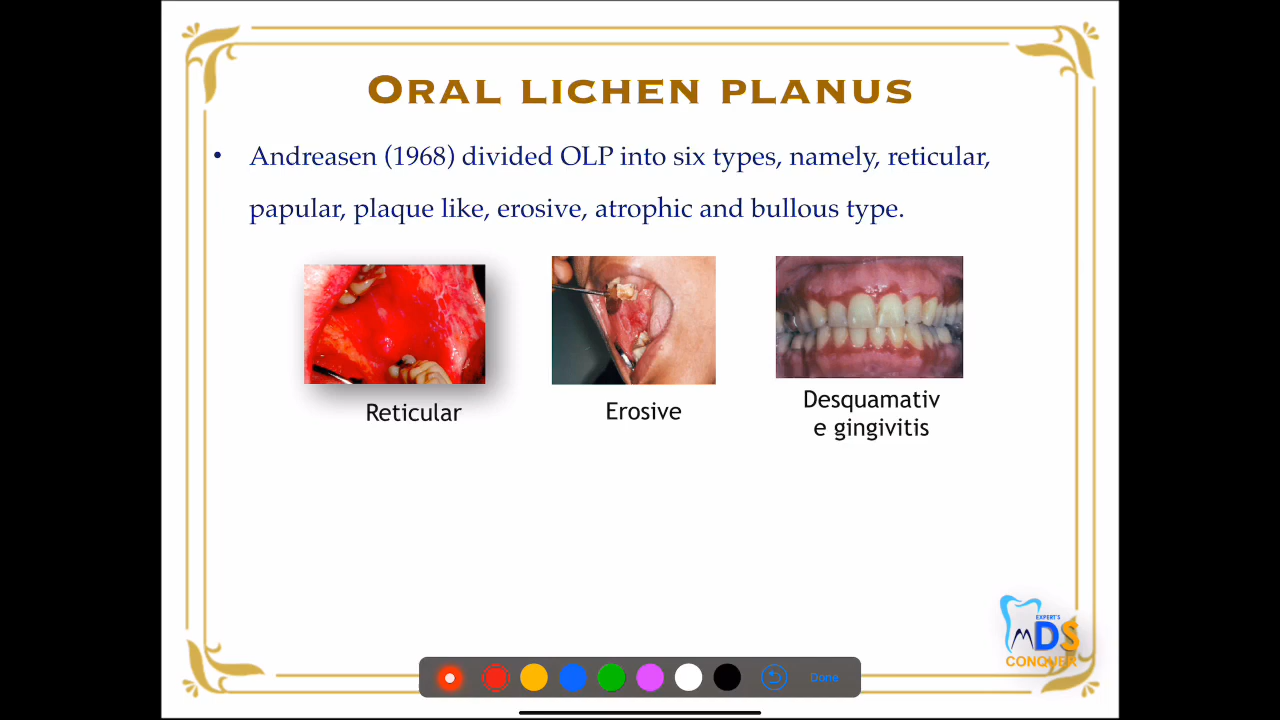 ORAL LICHEN PLANUS
• Andreasen (1968) divided OLP into six types, namely, reticular,
papular, plaque like, erosive, atrophic and bullous type.
Reticular
Erosive
Desquamativ
e gingivitis
EXPERT'S
MDS
CONQUER
Done